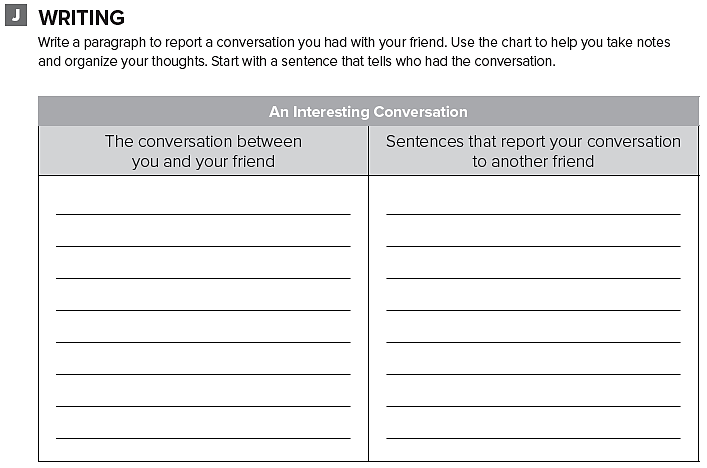 J WRITING
Write a paragraph to report a conversation you had with your friend. Use the chart to help you take notes
and organize your thoughts. Start with a sentence that tells who had the conversation.
An Interesting Conversation
The conversation between
you and your friend
Sentences that report your conversation
to another friend